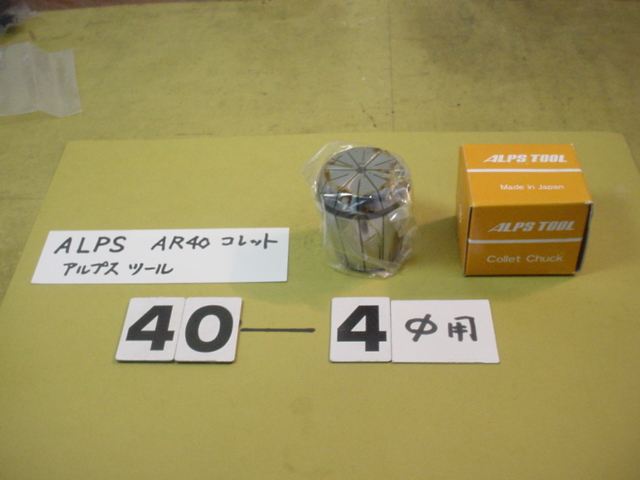 ALPS AR40 コレット
アルプス ツール
40-4 φ用
ALPS TOOL
Made in Japan
ALPS TOOL
Collet Chuck